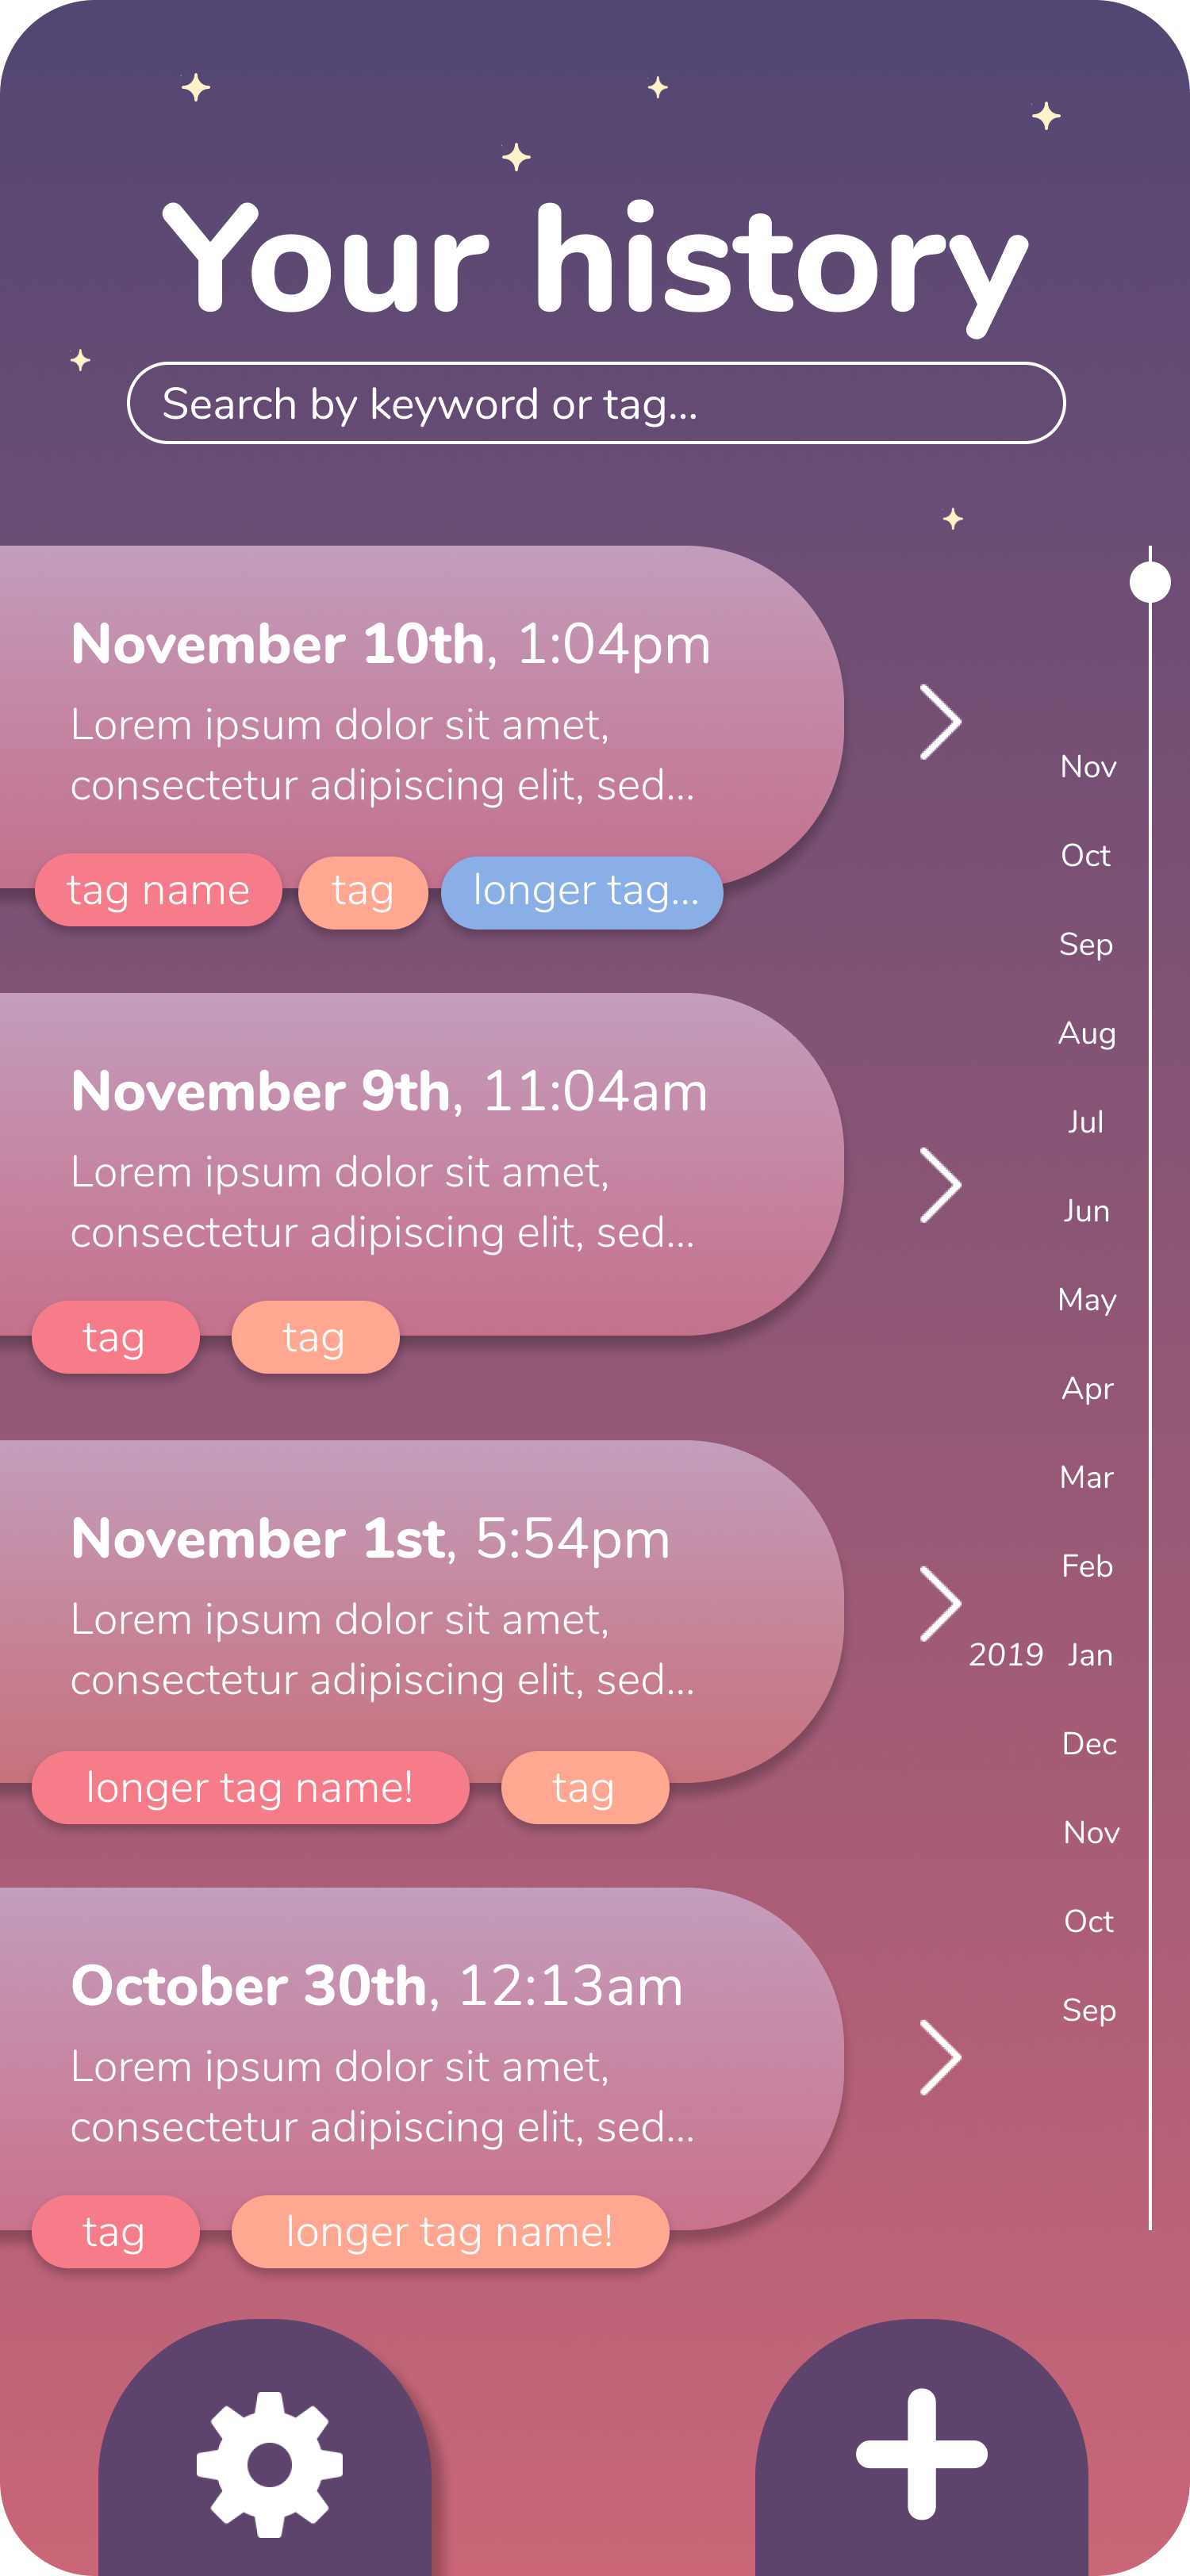 Your history
Search by keyword or tag...
November 10th, 1:04pm
Lorem ipsum dolor sit amet,
consectetur adipiscing elit, sed...
tag name
tag
longer tag...
November 9th, 11:04am
Lorem ipsum dolor sit amet,
consectetur adipiscing elit, sed...
tag
tag
November 1st, 5:54pm
Lorem ipsum dolor sit amet,
consectetur adipiscing elit, sed...
longer tag name!
tag
October 30th, 12:13am
Lorem ipsum dolor sit amet,
consectetur adipiscing elit, sed...
tag
longer tag name!
Nov
Oct
Sep
Aug
Jul
Jun
May
Apr
Mar
Feb
2019 Jan
Dec
Nov
Oct
Sep